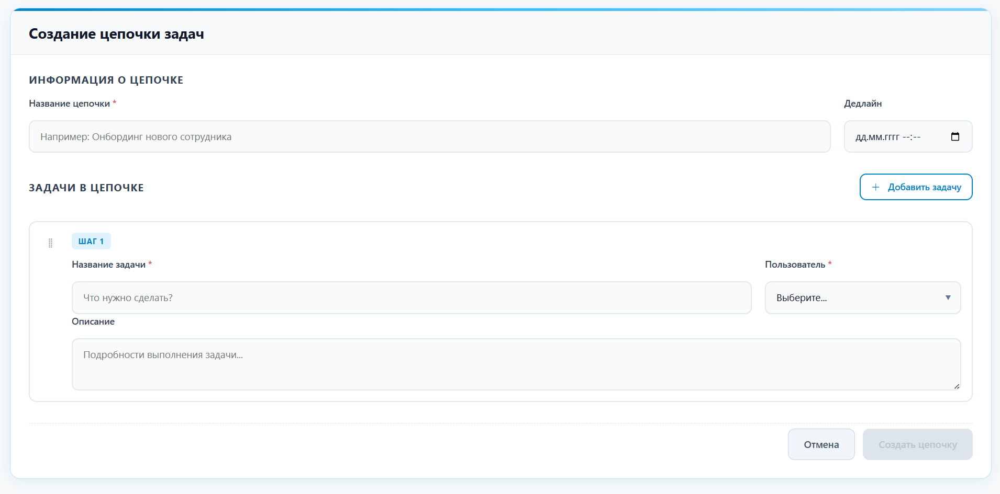 Создание цепочки задач
ИНФОРМАЦИЯ О ЦЕПОЧКЕ
Название цепочки *
Дедлайн
Например: Онбординг нового сотрудника
дд.мм.гггг --:--
ЗАДАЧИ В ЦЕПОЧКЕ
Добавить задачу
ШАГ 1
Название задачи *
Пользователь *
Что нужно сделать?
Выберите...
Описание
Подробности выполнения задачи...
Отмена
Создать цепочку